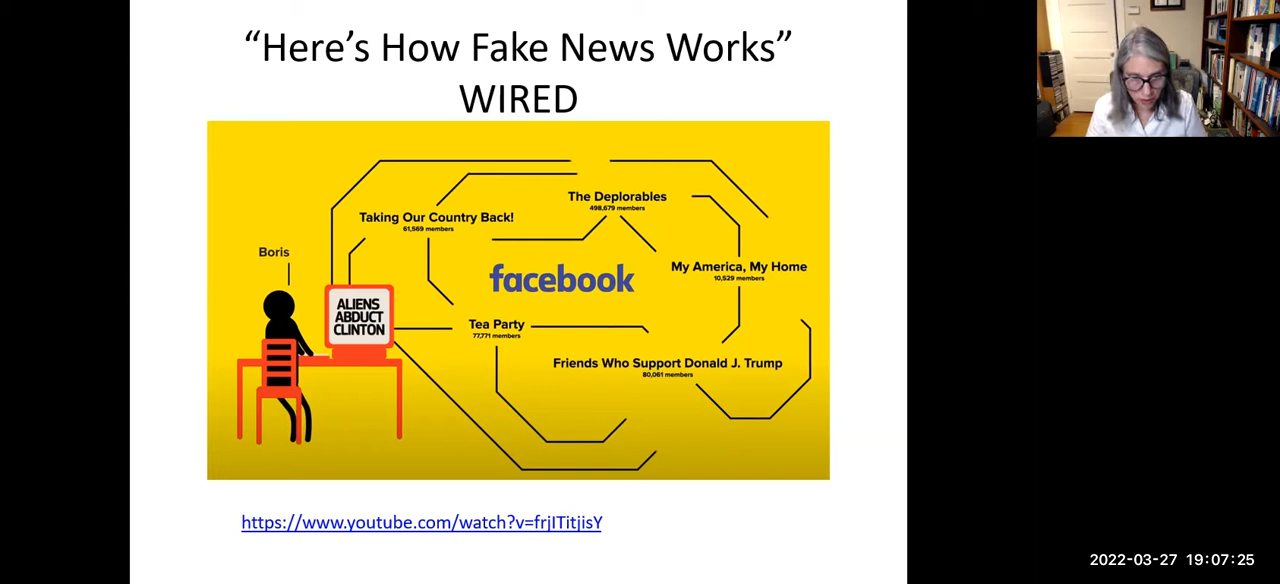 “Here’s How Fake News Works”
WIRED
The Deplorables
498,679 members
Taking Our Country Back!
61,569 members
Boris
My America, My Home
10,529 members
facebook
ALIENS
ABDUCT
CLINTON
Tea Party
77,771 members
Friends Who Support Donald J. Trump
80,061 members
https://www.youtube.com/watch?v=frjITitjisY
2022-03-27 19:07:25